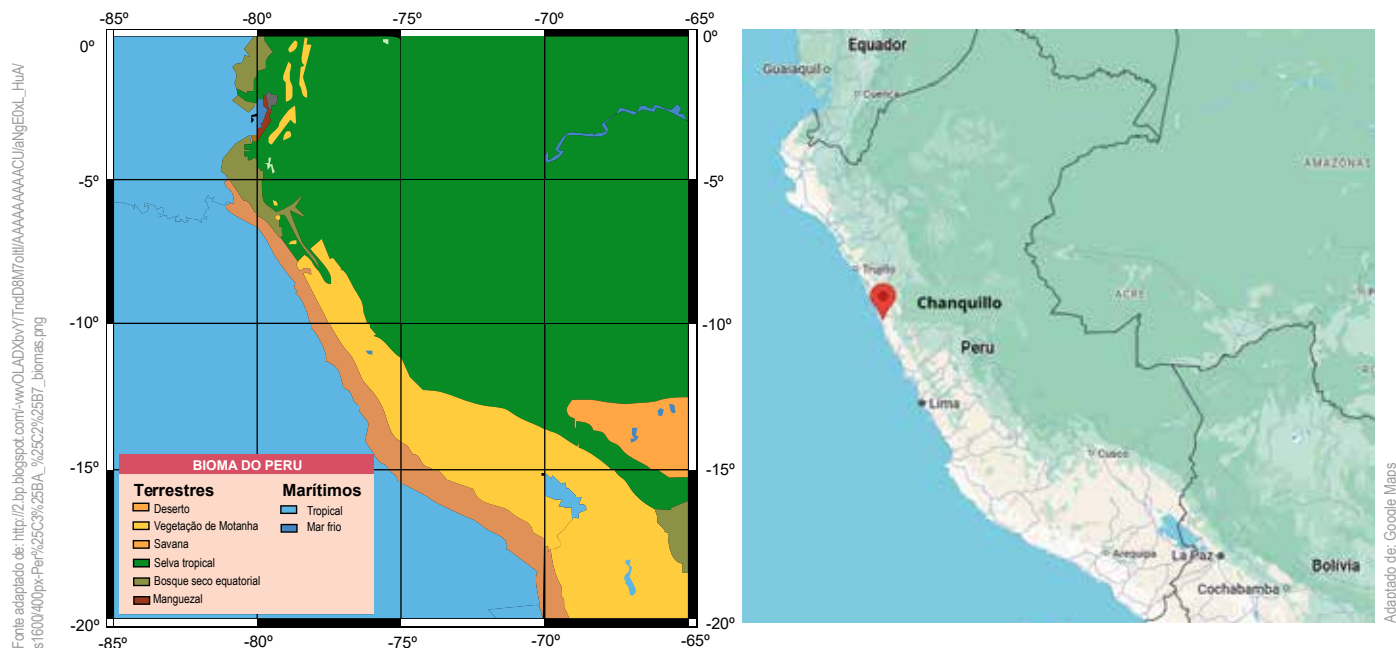 Fonte adaptado de: http://2.bp.blogspot.com/-vwvOLADXbvY/TndD8M7oItI/AAAAAAAAACU/aNgE0xL_HuA/
s1600/400px-Per%25C3%25BA_%25C2%25B7_biomas.png
-85º -80º -75º -70º -65º
0º 0º
-5º -5º
-10º -10º
-15º -15º
-20º -20º
-85º -80º -75º -70º -65º
BIOMA DO PERU
Terrestres
Deserto
Vegetação de Motanha
Savana
Selva tropical
Bosque seco equatorial
Manguezal
Marítimos
Tropical
Mar frio
Equador
Guaiaquil
Cuenca
AMAZONAS
Trujillo
Chanquillo
ACRE
Peru
Lima
Cusco
Arequipa
La Paz
Bolívia
Cochabamba
Adaptado de: Google Maps